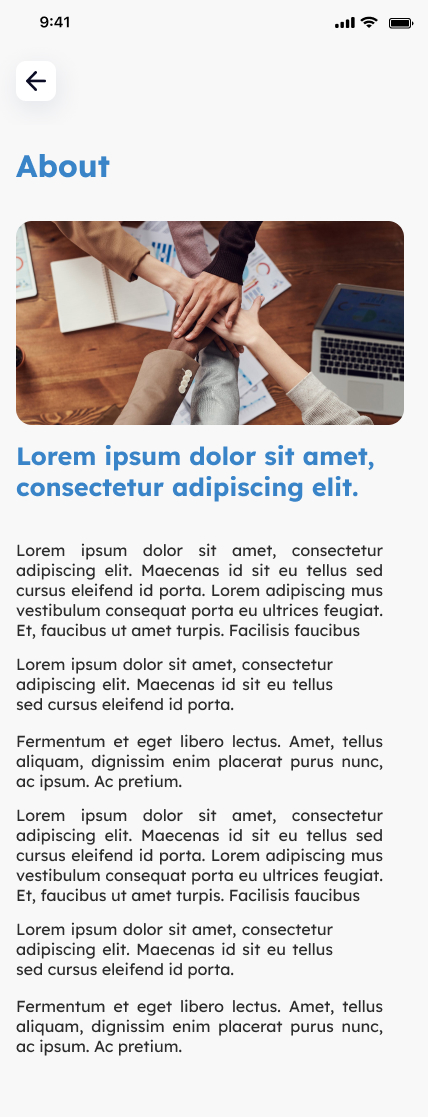 9:41
About
Lorem ipsum dolor sit amet,
consectetur adipiscing elit.
Lorem ipsum dolor sit amet, consectetur
adipiscing elit. Maecenas id sit eu tellus sed
cursus eleifend id porta. Lorem adipiscing mus
vestibulum consequat porta eu ultrices feugiat.
Et, faucibus ut amet turpis. Facilisis faucibus
Lorem ipsum dolor sit amet, consectetur
adipiscing elit. Maecenas id sit eu tellus
sed cursus eleifend id porta.
Fermentum et eget libero lectus. Amet, tellus
aliquam, dignissim enim placerat purus nunc,
ac ipsum. Ac pretium.
Lorem ipsum dolor sit amet, consectetur
adipiscing elit. Maecenas id sit eu tellus sed
cursus eleifend id porta. Lorem adipiscing mus
vestibulum consequat porta eu ultrices feugiat.
Et, faucibus ut amet turpis. Facilisis faucibus
Lorem ipsum dolor sit amet, consectetur
adipiscing elit. Maecenas id sit eu tellus
sed cursus eleifend id porta.
Fermentum et eget libero lectus. Amet, tellus
aliquam, dignissim enim placerat purus nunc,
ac ipsum. Ac pretium.